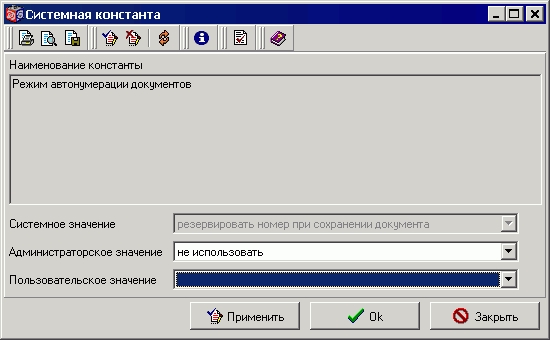 Системная константа
Наименование константы
Режим автонумерации документов
Системное значение резервировать номер при сохранении документа
Администраторское значение не использовать
Пользовательское значение
Применить Ok Закрыть